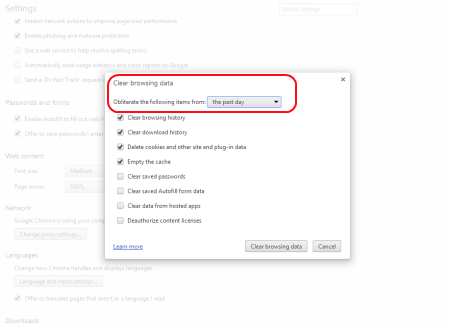 Settings
Search settings
Predict network actions to improve page load performance
Enable phishing and malware protection
Use a web service to help resolve spelling errors
Automatically send usage statistics and crash reports to Google
Send a 'Do Not Track' request
Clear browsing data
Obliterate the following items from: the past day
Clear browsing history
Clear download history
Delete cookies and other site and plug-in data
Empty the cache
Clear saved passwords
Clear saved Autofill form data
Clear data from hosted apps
Deauthorize content licenses
Learn more
Clear browsing data
Cancel
Passwords and forms
Enable Autofill to fill out web
Offer to save passwords I enter
Web content
Font size: Medium
Page zoom: 100%
Network
Google Chrome is using your
Change proxy settings...
Languages
Change how Chrome handles and displays languages
Language and input settings...
Offer to translate pages that aren't in a language I read
Downloads